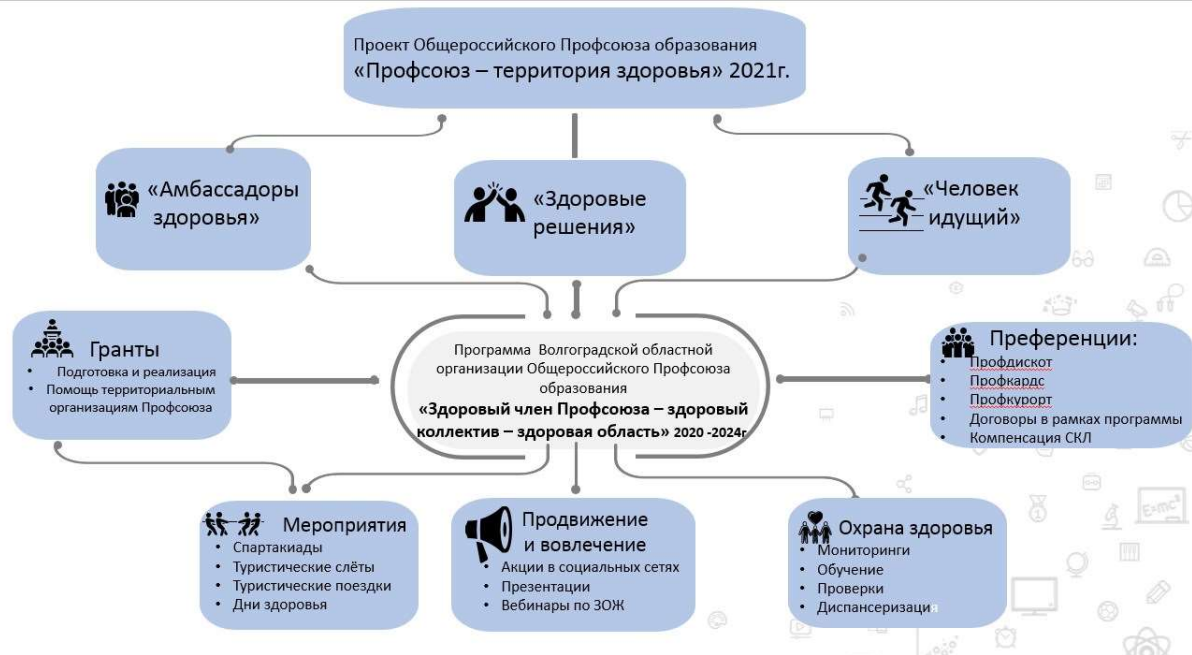 Проект Общероссийского Профсоюза образования
«Профсоюз – территория здоровья» 2021г.
«Амбассадоры
здоровья»
«Здоровые
решения»
«Человек
идущий»
Гранты
• Подготовка и реализация
• Помощь территориальным
организациям Профсоюза
Программа Волгоградской областной
организации Общероссийского Профсоюза
образования
«Здоровый член Профсоюза – здоровый
коллектив – здоровая область» 2020 -2024г
Преференции:
• Профдискот
• Профкардс
• Профкурорт
• Договоры в рамках программы
• Компенсация СКЛ
Мероприятия
• Спартакиады
• Туристические слёты
• Туристические поездки
• Дни здоровья
Продвижение
и вовлечение
• Акции в социальных сетях
• Презентации
• Вебинары по ЗОЖ
Охрана здоровья
• Мониторинги
• Обучение
• Проверки
• Диспансеризация
E=mc²